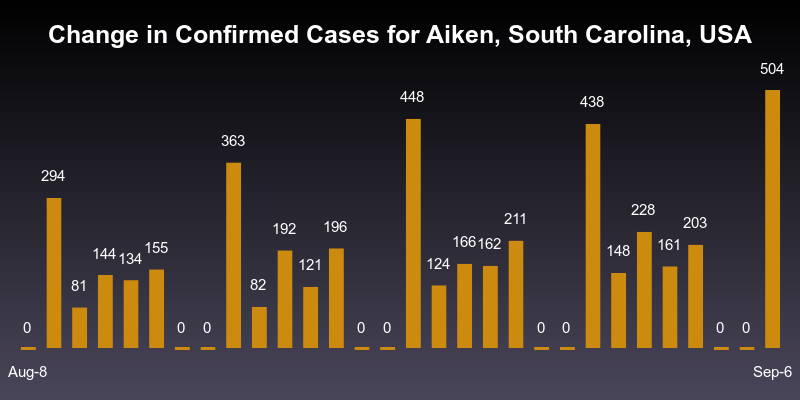 Change in Confirmed Cases for Aiken, South Carolina, USA
0 294 81 144 134 155 0 0 363 82 192 121 196 0 0 448 124 166 162 211 0 0 438 148 228 161 203 0 0 504
Aug-8 Sep-6